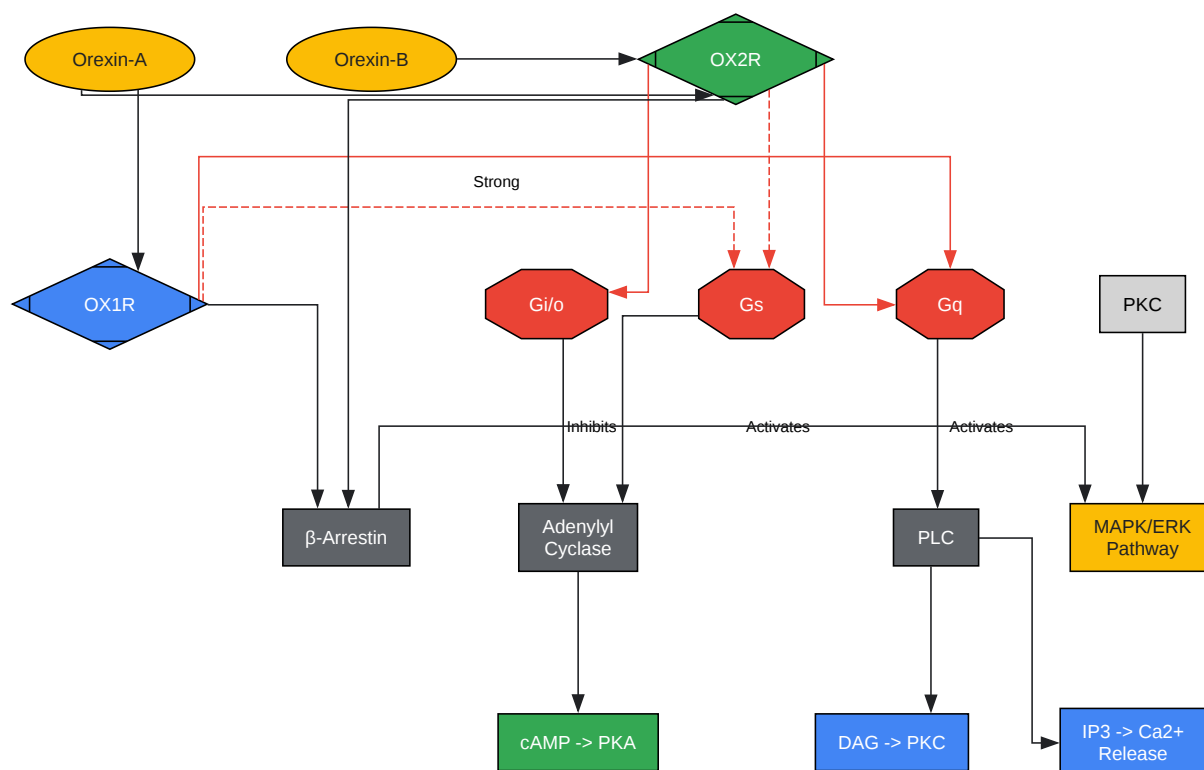 Orexin-A
Orexin-B
OX2R
Strong
OX1R
Gi/o
Gs
Gq
PKC
Inhibits
Activates
Activates
β-Arrestin
Adenylyl
Cyclase
PLC
MAPK/ERK
Pathway
cAMP -> PKA
DAG -> PKC
IP3 -> Ca2+
Release